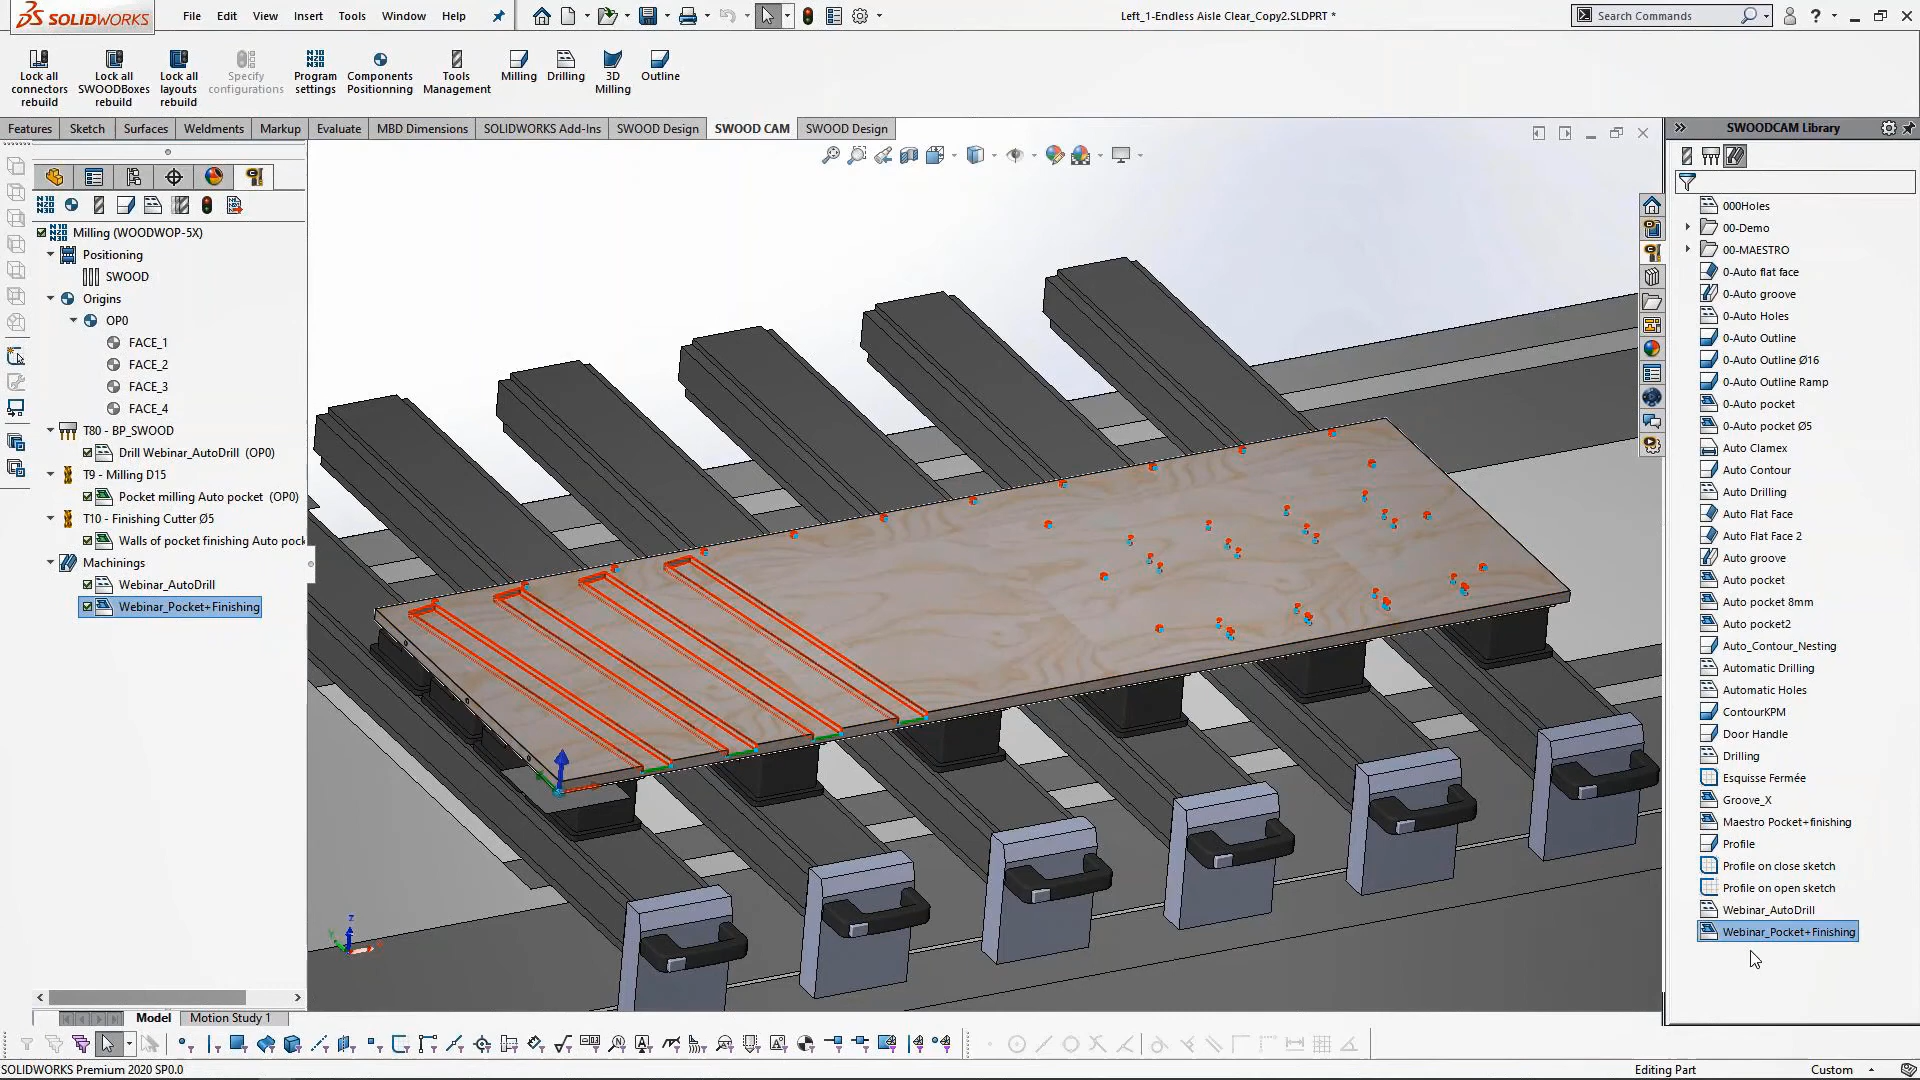 SOLIDWORKS
File Edit View Insert Tools Window Help
Left_1-Endless Aisle Clear_Copy2.SLDPRT *
Search Commands
Lock all connectors rebuild
Lock all SWOODBoxes rebuild
Lock all layouts rebuild
Specify configurations
Program settings
Components Positionning
Tools Management
Milling
Drilling
3D Milling
Outline
Features Sketch Surfaces Weldments Markup Evaluate MBD Dimensions SOLIDWORKS Add-Ins SWOOD Design SWOOD CAM SWOOD Design
Milling (WOODWOP-5X)
Positioning
SWOOD
Origins
OP0
FACE_1
FACE_2
FACE_3
FACE_4
T80 - BP_SWOOD
Drill Webinar_AutoDrill (OP0)
T9 - Milling D15
Pocket milling Auto pocket (OP0)
T10 - Finishing Cutter Ø5
Walls of pocket finishing Auto pock
Machinings
Webinar_AutoDrill
Webinar_Pocket+Finishing
z
SWOODCAM Library
000Holes
00-Demo
00-MAESTRO
0-Auto flat face
0-Auto groove
0-Auto Holes
0-Auto Outline
0-Auto Outline Ø16
0-Auto Outline Ramp
0-Auto pocket
0-Auto pocket Ø5
Auto Clamex
Auto Contour
Auto Drilling
Auto Flat Face
Auto Flat Face 2
Auto groove
Auto pocket
Auto pocket 8mm
Auto pocket2
Auto_Contour_Nesting
Automatic Drilling
Automatic Holes
ContourKPM
Door Handle
Drilling
Esquisse Fermée
Groove_X
Maestro Pocket+finishing
Profile
Profile on close sketch
Profile on open sketch
Webinar_AutoDrill
Webinar_Pocket+Finishing
Model Motion Study 1
SOLIDWORKS Premium 2020 SP0.0
Editing Part
Custom